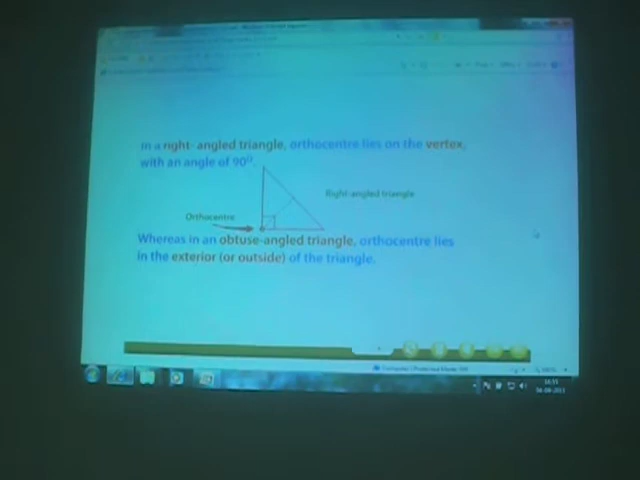 In a right- angled triangle, orthocentre lies on the vertex,
with an angle of 90⁰.
Right-angled triangle
Orthocentre
Whereas in an obtuse-angled triangle, orthocentre lies
in the exterior (or outside) of the triangle.